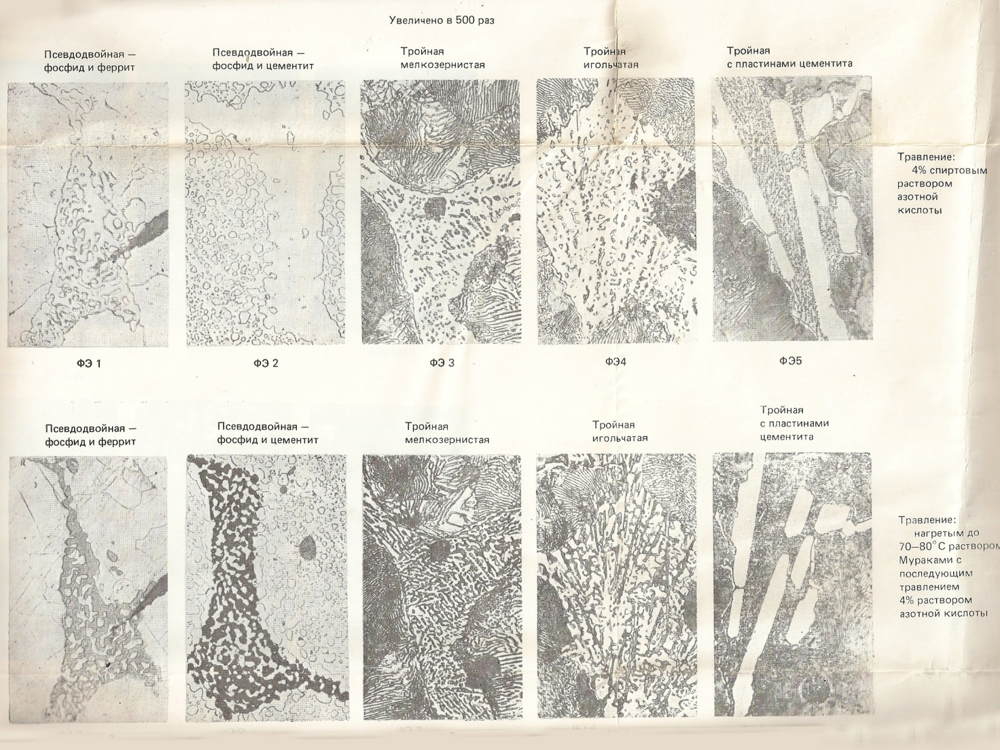 Увеличено в 500 раз
Псевдодвойная —
фосфид и феррит
Псевдодвойная —
фосфид и цементит
Тройная
мелкозернистая
Тройная
игольчатая
Тройная
с пластинами цементита
Травление:
4% спиртовым
раствором
азотной
кислоты
ФЭ 1
ФЭ 2
ФЭ 3
ФЭ4
ФЭ5
Псевдодвойная —
фосфид и феррит
Псевдодвойная —
фосфид и цементит
Тройная
мелкозернистая
Тройная
игольчатая
Тройная
с пластинами
цементита
Травление:
нагретым до
70—80°С раствором
Мураками с
последующим
травлением
4% раствором
азотной кислоты